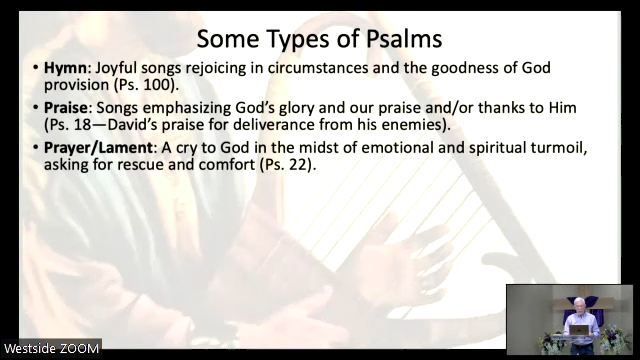 Some Types of Psalms
• Hymn: Joyful songs rejoicing in circumstances and the goodness of God
provision (Ps. 100).
• Praise: Songs emphasizing God's glory and our praise and/or thanks to Him
(Ps. 18—David's praise for deliverance from his enemies).
• Prayer/Lament: A cry to God in the midst of emotional and spiritual turmoil,
asking for rescue and comfort (Ps. 22).
Westside ZOOM